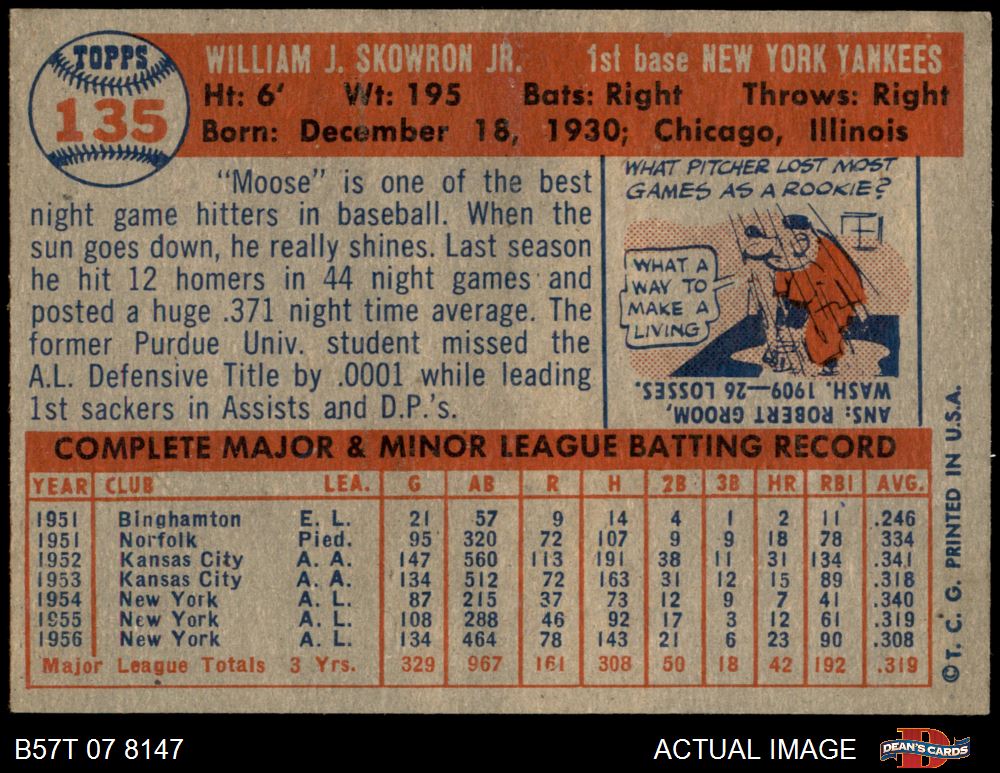 TOPPS
135
WILLIAM J. SKOWRON JR. 1st base NEW YORK YANKEES
Ht: 6' Wt: 195 Bats: Right Throws: Right
Born: December 18, 1930; Chicago, Illinois
"Moose" is one of the best
night game hitters in baseball. When the
sun goes down, he really shines. Last season
he hit 12 homers in 44 night games and
posted a huge .371 night time average. The
former Purdue Univ. student missed the
A.L. Defensive Title by .0001 while leading
1st sackers in Assists and D.P.'s.
WHAT PITCHER LOST MOST
GAMES AS A ROOKIE?
WHAT A
WAY TO
MAKE A
LIVING
ANS: ROBERT GROOM,
WASH. 1909—26 LOSSES.
COMPLETE MAJOR & MINOR LEAGUE BATTING RECORD
YEAR CLUB LEA. G AB R H 2B 3B HR RBI AVG.
1951 Binghamton E. L. 21 57 9 14 4 1 2 11 .246
1951 Norfolk Pied. 95 320 72 107 9 9 18 78 .334
1952 Kansas City A. A. 147 560 113 191 38 11 31 134 .341
1953 Kansas City A. A. 134 512 72 163 31 12 15 89 .318
1954 New York A. L. 87 215 37 73 12 9 7 41 .340
1955 New York A. L. 108 288 46 92 17 3 12 61 .319
1956 New York A. L. 134 464 78 143 21 6 23 90 .308
Major League Totals 3 Yrs. 329 967 161 308 50 18 42 192 .319
©T. C. G. PRINTED IN U.S.A.
B57T 07 8147 ACTUAL IMAGE
DEAN'S CARDS